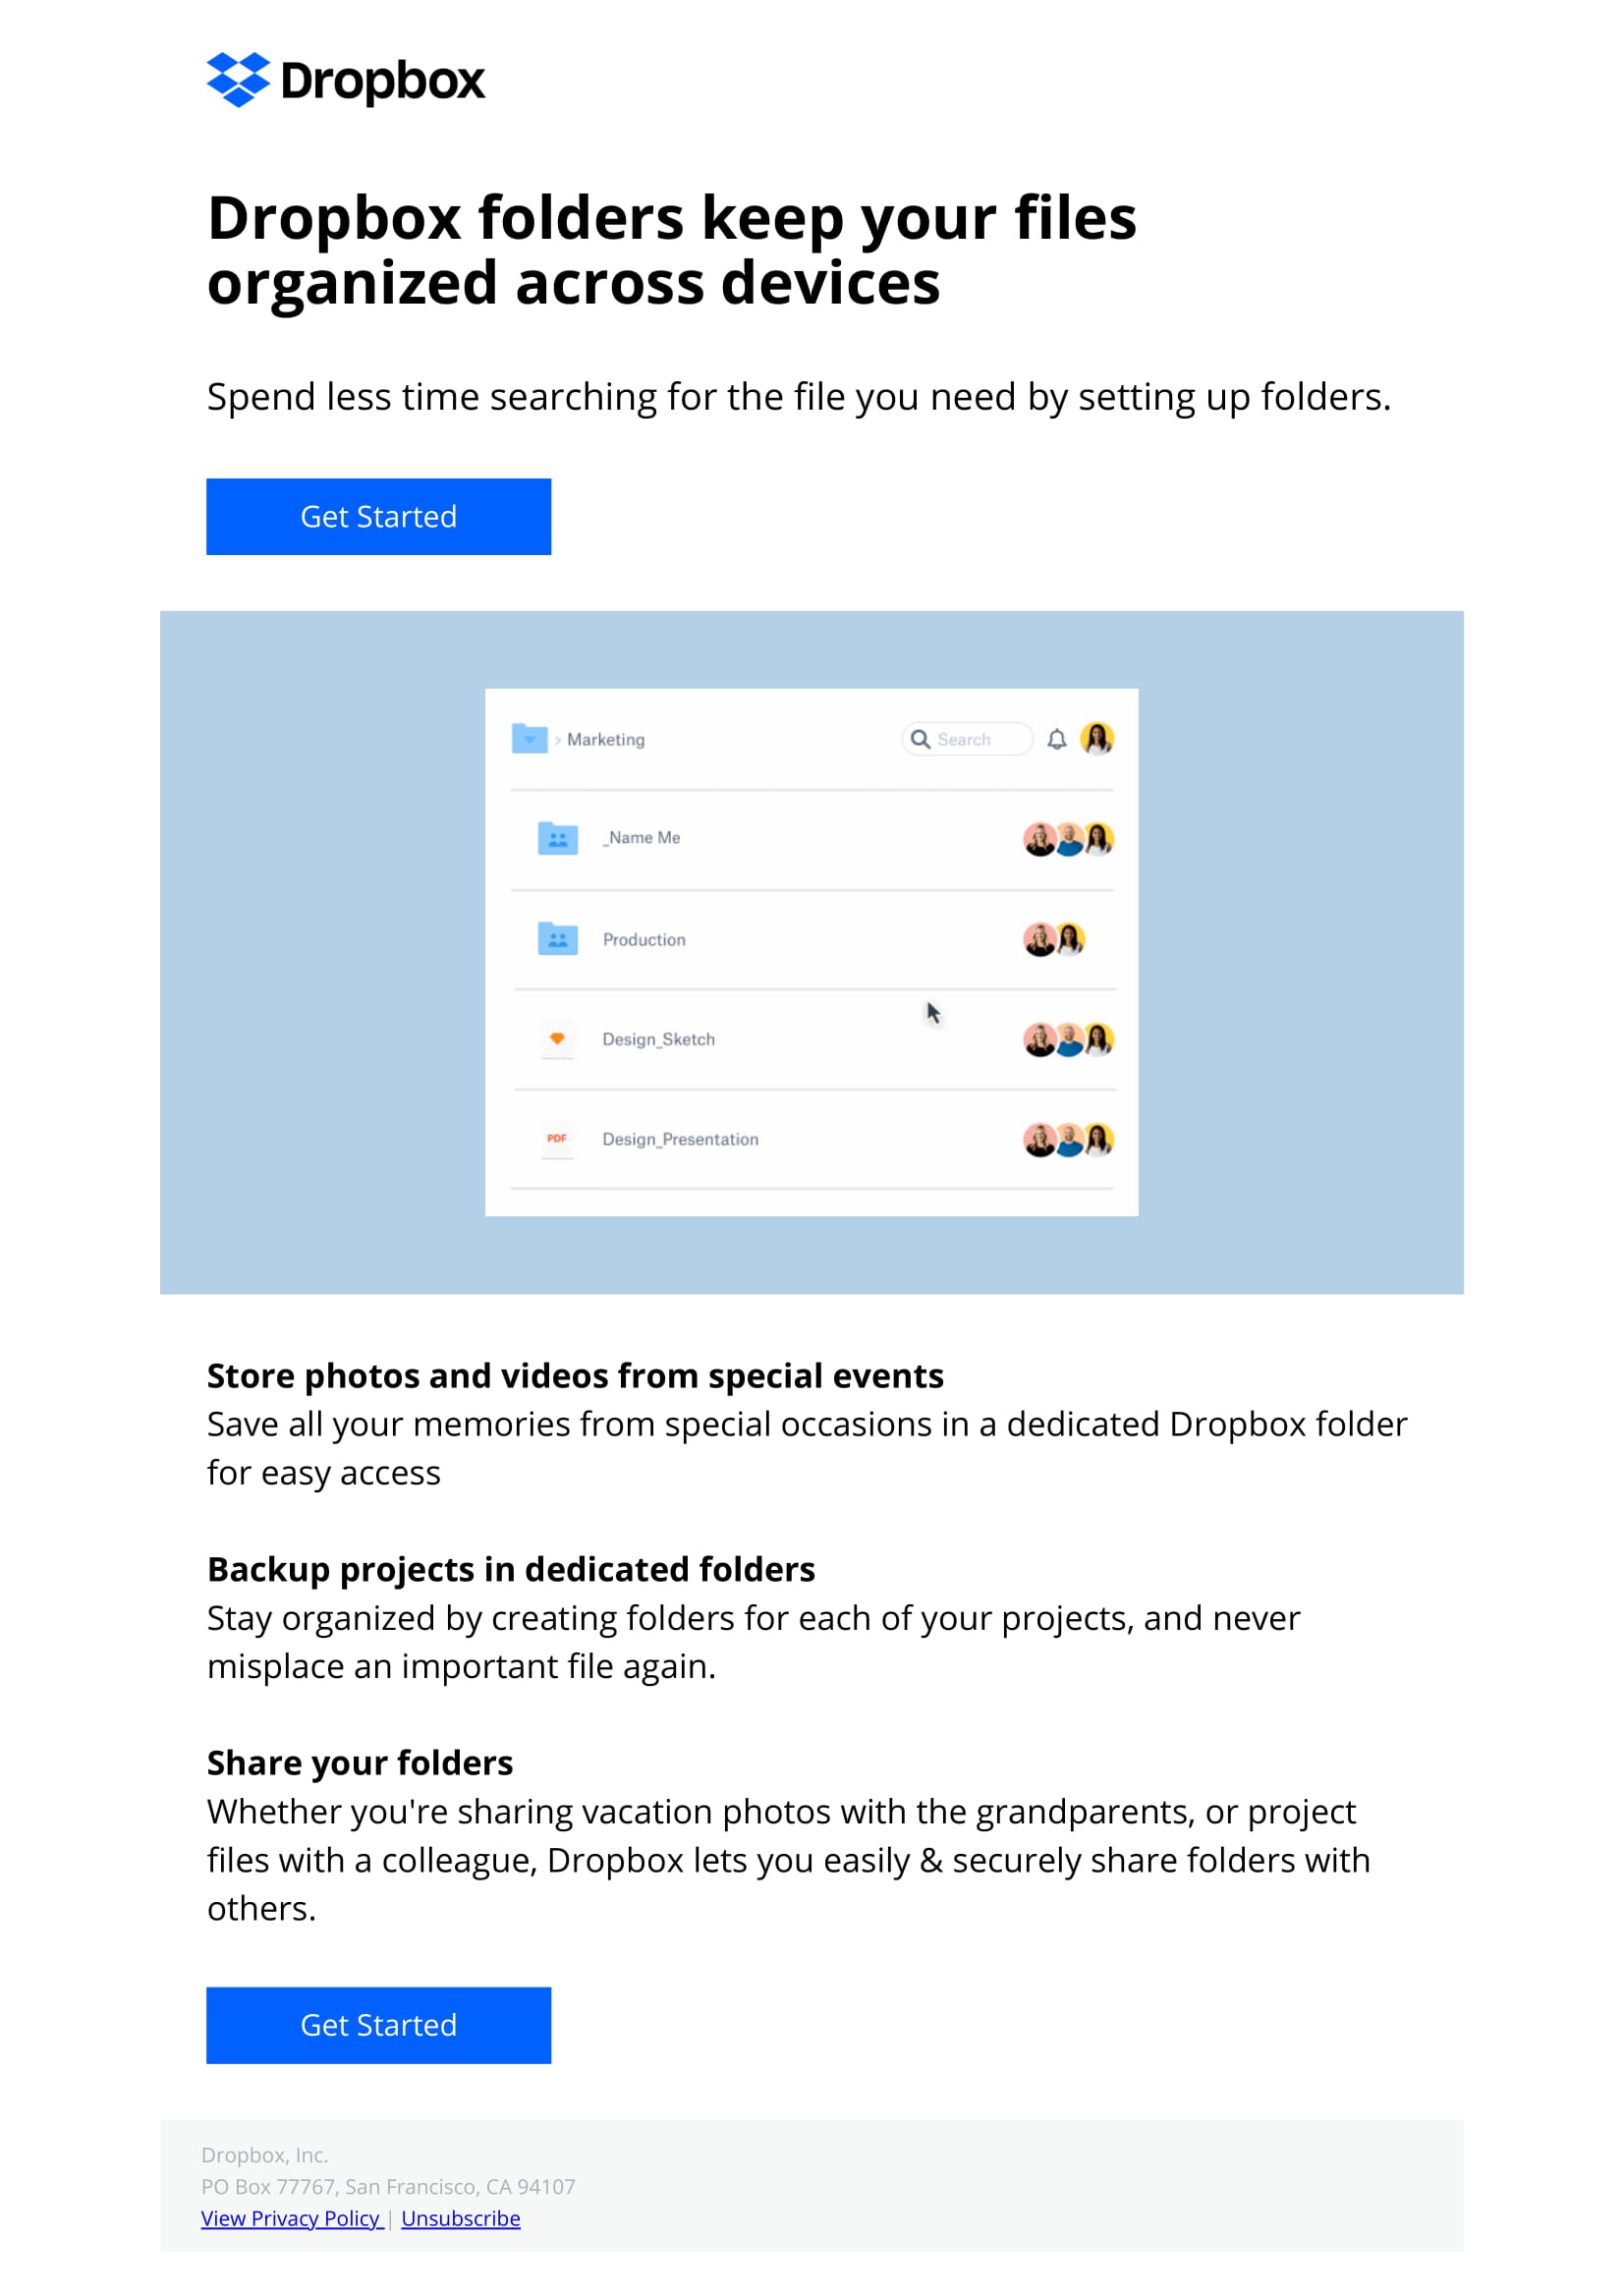 Dropbox
Dropbox folders keep your files
organized across devices
Spend less time searching for the file you need by setting up folders.
Get Started
> Marketing
Search
_Name Me
Production
Design_Sketch
PDF
Design_Presentation
Store photos and videos from special events
Save all your memories from special occasions in a dedicated Dropbox folder
for easy access
Backup projects in dedicated folders
Stay organized by creating folders for each of your projects, and never
misplace an important file again.
Share your folders
Whether you're sharing vacation photos with the grandparents, or project
files with a colleague, Dropbox lets you easily & securely share folders with
others.
Get Started
Dropbox, Inc.
PO Box 77767, San Francisco, CA 94107
View Privacy Policy | Unsubscribe